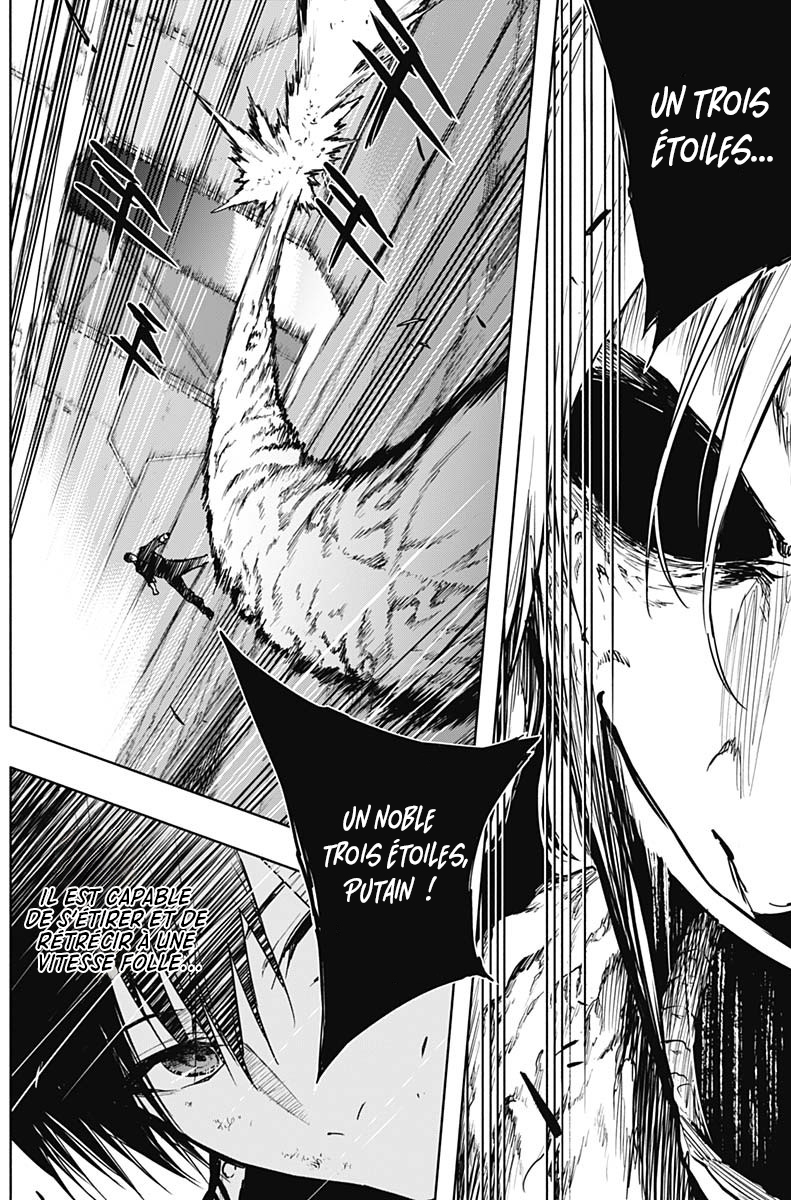 UN TROIS
ÉTOILES...
UN NOBLE
TROIS ÉTOILES,
PUTAIN !
IL EST CAPABLE
DE S'ÉTIRER ET DE
RÉTRÉCIR À UNE
VITESSE FOLLE...